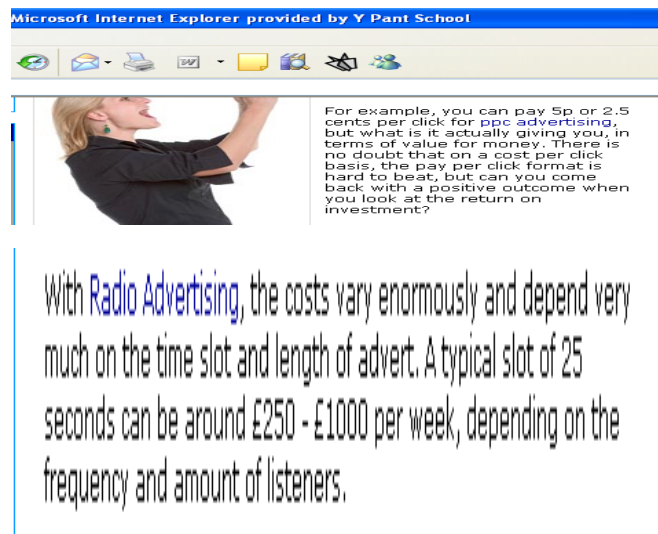 Microsoft Internet Explorer provided by Y Pant School
W
For example, you can pay 5p or 2.5
cents per click for ppc advertising,
but what is it actually giving you, in
terms of value for money. There is
no doubt that on a cost per click
basis, the pay per click format is
hard to beat, but can you come
back with a positive outcome when
you look at the return on
investment?
With Radio Advertising, the costs vary enormously and depend very
much on the time slot and length of advert. A typical slot of 25
seconds can be around £250 - £1000 per week, depending on the
frequency and amount of listeners.